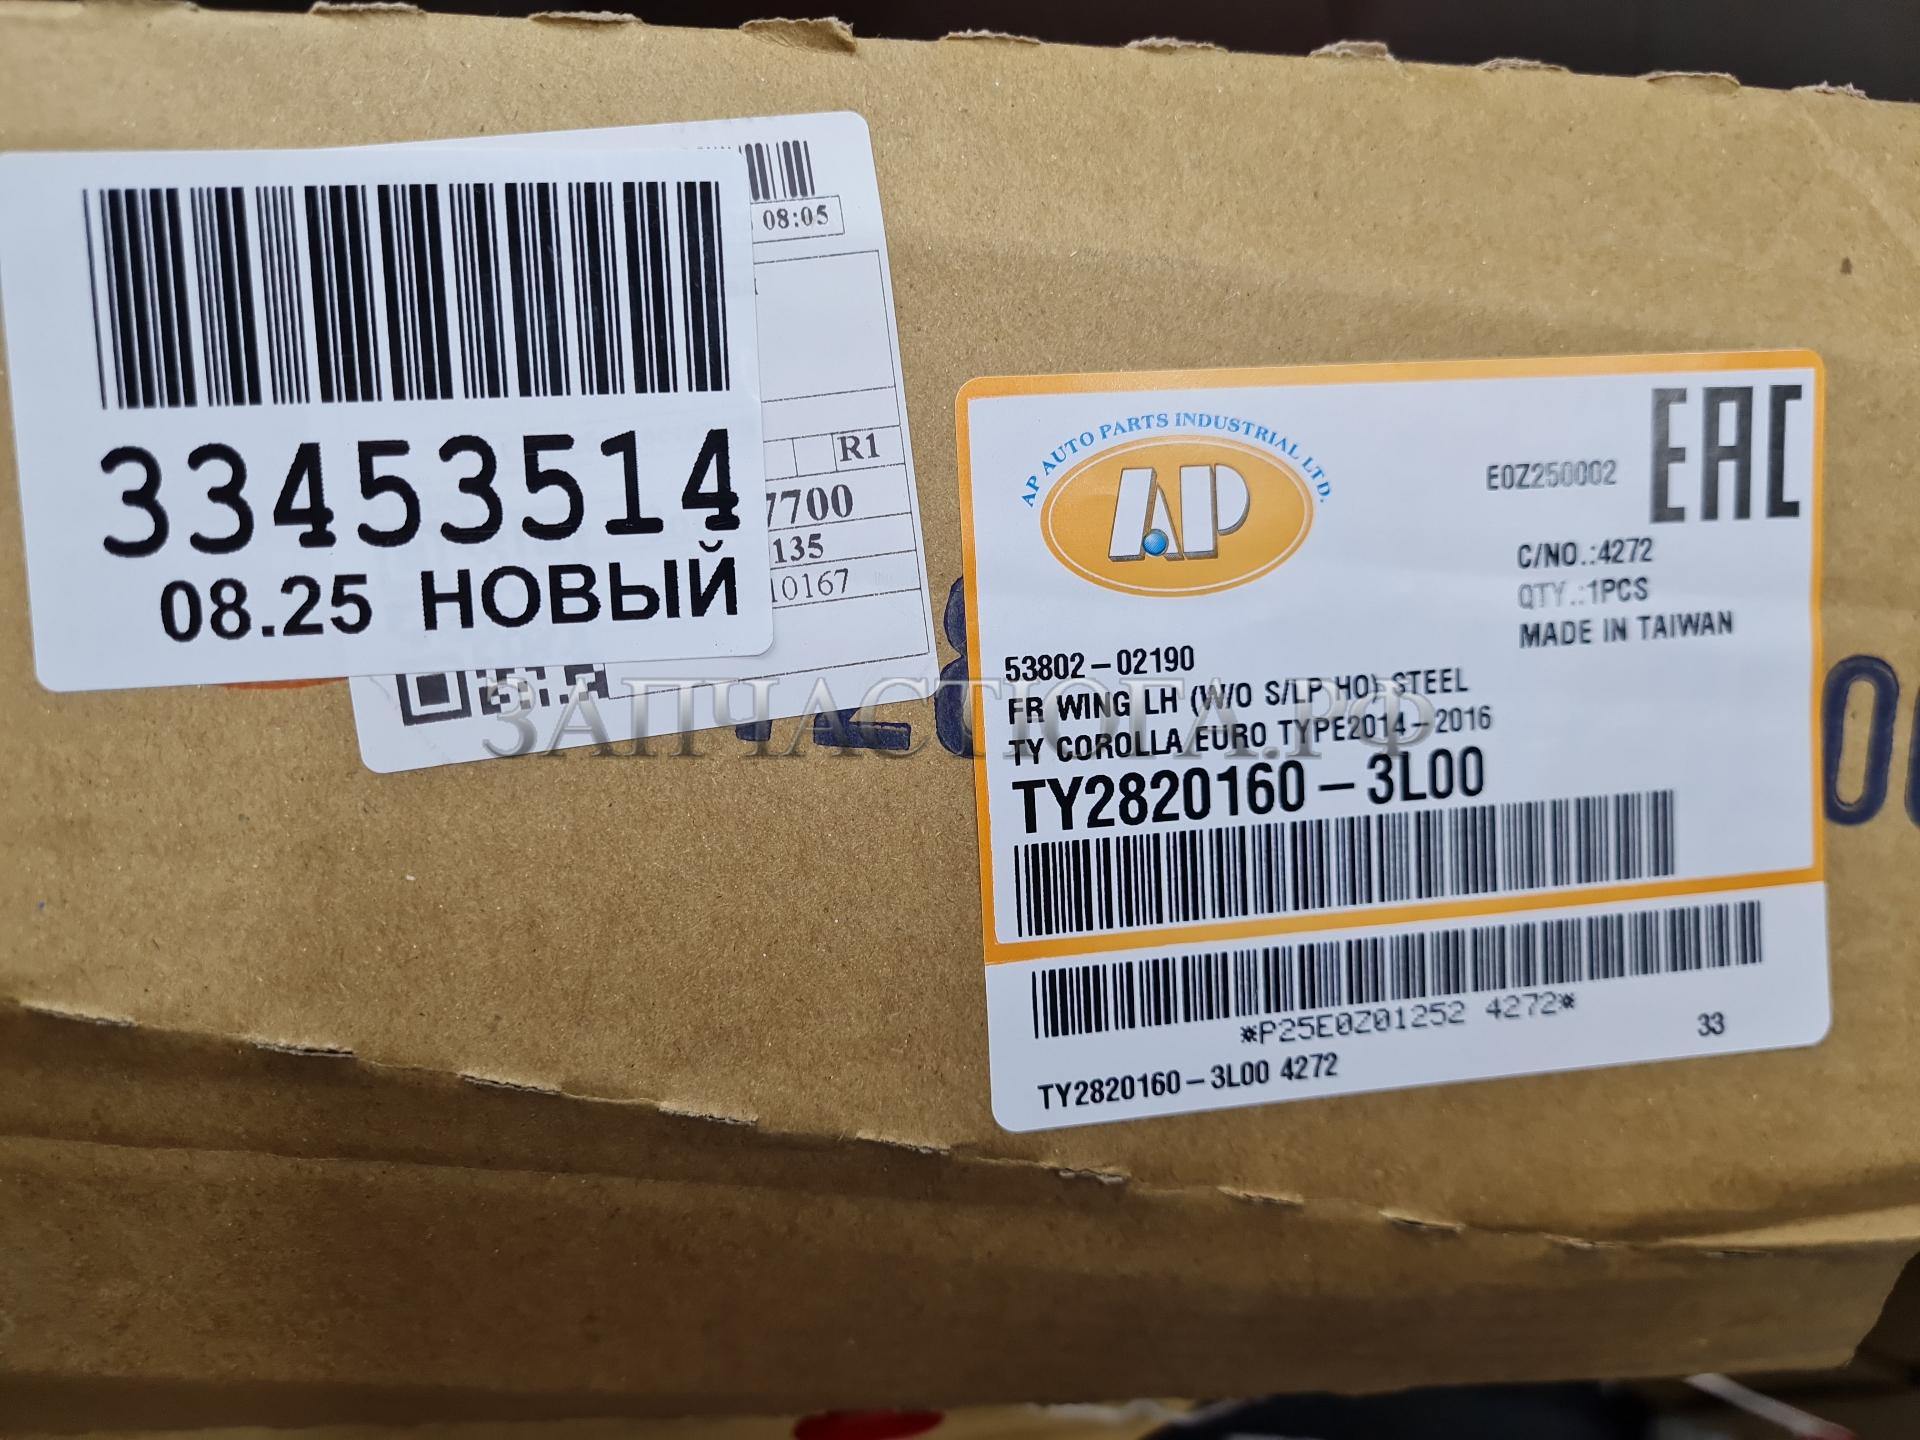 33453514
08.25 НОВЫЙ
08:05
R1
7700
135
10167
AP AUTO PARTS INDUSTRIAL LTD.
AP
E0Z250002
EAC
C/NO.:4272
QTY.:1PCS
MADE IN TAIWAN
53802-02190
FR WING LH (W/O S/LP HO) STEEL
TY COROLLA EURO TYPE2014-2016
TY2820160-3L00
*P25E0Z01252 4272*
33
TY2820160-3L00 4272
ЗАПЧАСТЮГА.РФ